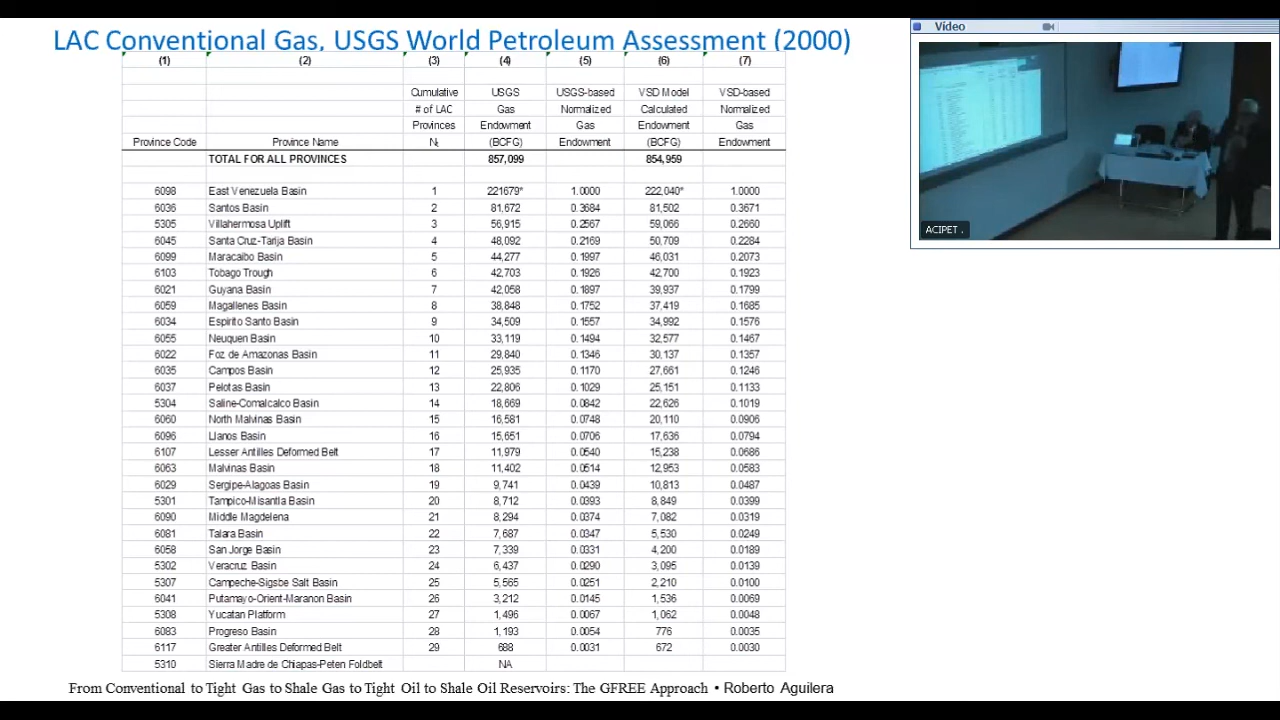 LAC Conventional Gas, USGS World Petroleum Assessment (2000)
(1) (2) (3) (4) (5) (6) (7)
Cumulative USGS USGS-based VSD Model VSD-based
# of LAC Gas Normalized Calculated Normalized
Provinces Endowment Gas Endowment Gas
Province Code Province Name N (BCFG) Endowment (BCFG) Endowment
TOTAL FOR ALL PROVINCES 857,099 854,959
6098 East Venezuela Basin 1 221679* 1.0000 222,040* 1.0000
6036 Santos Basin 2 81,672 0.3684 81,502 0.3671
5305 Villahermosa Uplift 3 56,915 0.2567 59,066 0.2660
6045 Santa Cruz-Tarija Basin 4 48,092 0.2169 50,709 0.2284
6099 Maracaibo Basin 5 44,277 0.1997 46,031 0.2073
6103 Tobago Trough 6 42,703 0.1926 42,700 0.1923
6021 Guyana Basin 7 42,058 0.1897 39,937 0.1799
6059 Magallenes Basin 8 38,848 0.1752 37,419 0.1685
6034 Espirito Santo Basin 9 34,509 0.1557 34,992 0.1576
6055 Neuquen Basin 10 33,119 0.1494 32,577 0.1467
6022 Foz de Amazonas Basin 11 29,840 0.1346 30,137 0.1357
6035 Campos Basin 12 25,935 0.1170 27,661 0.1246
6037 Pelotas Basin 13 22,806 0.1029 25,151 0.1133
5304 Saline-Comalcalco Basin 14 18,669 0.0842 22,626 0.1019
6060 North Malvinas Basin 15 16,581 0.0748 20,110 0.0906
6096 Llanos Basin 16 15,651 0.0706 17,636 0.0794
6107 Lesser Antilles Deformed Belt 17 11,979 0.0540 15,238 0.0686
6063 Malvinas Basin 18 11,402 0.0514 12,953 0.0583
6029 Sergipe-Alagoas Basin 19 9,741 0.0439 10,813 0.0487
5301 Tampico-Misantla Basin 20 8,712 0.0393 8,849 0.0399
6090 Middle Magdelena 21 8,294 0.0374 7,082 0.0319
6081 Talara Basin 22 7,687 0.0347 5,530 0.0249
6058 San Jorge Basin 23 7,339 0.0331 4,200 0.0189
5302 Veracruz Basin 24 6,437 0.0290 3,095 0.0139
5307 Campeche-Sigsbe Salt Basin 25 5,565 0.0251 2,210 0.0100
6041 Putamayo-Orient-Maranon Basin 26 3,212 0.0145 1,536 0.0069
5308 Yucatan Platform 27 1,496 0.0067 1,062 0.0048
6083 Progreso Basin 28 1,193 0.0054 776 0.0035
6117 Greater Antilles Deformed Belt 29 688 0.0031 672 0.0030
5310 Sierra Madre de Chiapas-Peten Foldbelt NA
From Conventional to Tight Gas to Shale Gas to Tight Oil to Shale Oil Reservoirs: The GFREE Approach • Roberto Aguilera
Vídeo
ACIPET .